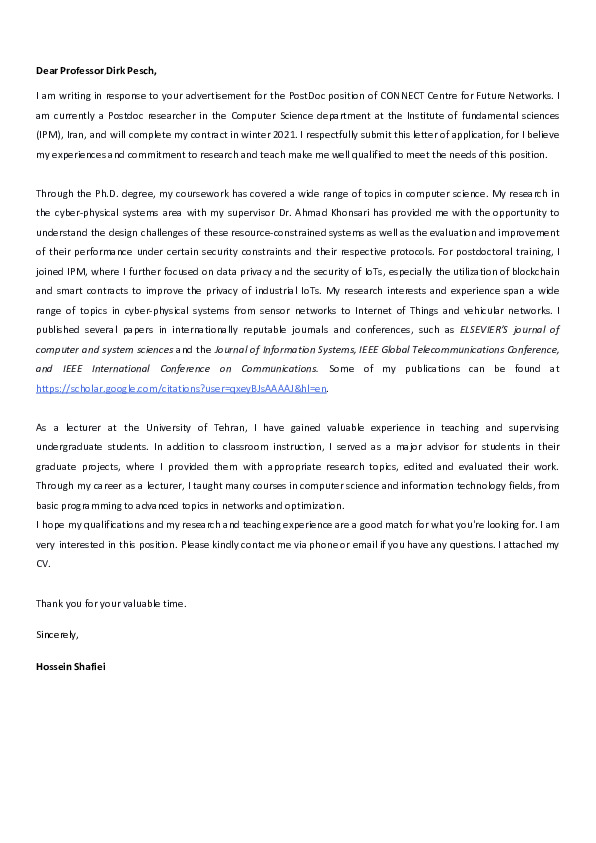 Dear Professor Dirk Pesch,
I am writing in response to your advertisement for the PostDoc position of CONNECT Centre for Future Networks. I
am currently a Postdoc researcher in the Computer Science department at the Institute of fundamental sciences
(IPM), Iran, and will complete my contract in winter 2021. I respectfully submit this letter of application, for I believe
my experiences and commitment to research and teach make me well qualified to meet the needs of this position.
Through the Ph.D. degree, my coursework has covered a wide range of topics in computer science. My research in
the cyber-physical systems area with my supervisor Dr. Ahmad Khonsari has provided me with the opportunity to
understand the design challenges of these resource-constrained systems as well as the evaluation and improvement
of their performance under certain security constraints and their respective protocols. For postdoctoral training, I
joined IPM, where I further focused on data privacy and the security of IoTs, especially the utilization of blockchain
and smart contracts to improve the privacy of industrial IoTs. My research interests and experience span a wide
range of topics in cyber-physical systems from sensor networks to Internet of Things and vehicular networks. I
published several papers in internationally reputable journals and conferences, such as ELSEVIER'S journal of
computer and system sciences and the Journal of Information Systems, IEEE Global Telecommunications Conference,
and IEEE International Conference on Communications. Some of my publications can be found at
https://scholar.google.com/citations?user=qxeyBJsAAAAJ&hl=en.
As a lecturer at the University of Tehran, I have gained valuable experience in teaching and supervising
undergraduate students. In addition to classroom instruction, I served as a major advisor for students in their
graduate projects, where I provided them with appropriate research topics, edited and evaluated their work.
Through my career as a lecturer, I taught many courses in computer science and information technology fields, from
basic programming to advanced topics in networks and optimization.
I hope my qualifications and my research and teaching experience are a good match for what you're looking for. I am
very interested in this position. Please kindly contact me via phone or email if you have any questions. I attached my
CV.
Thank you for your valuable time.
Sincerely,
Hossein Shafiei